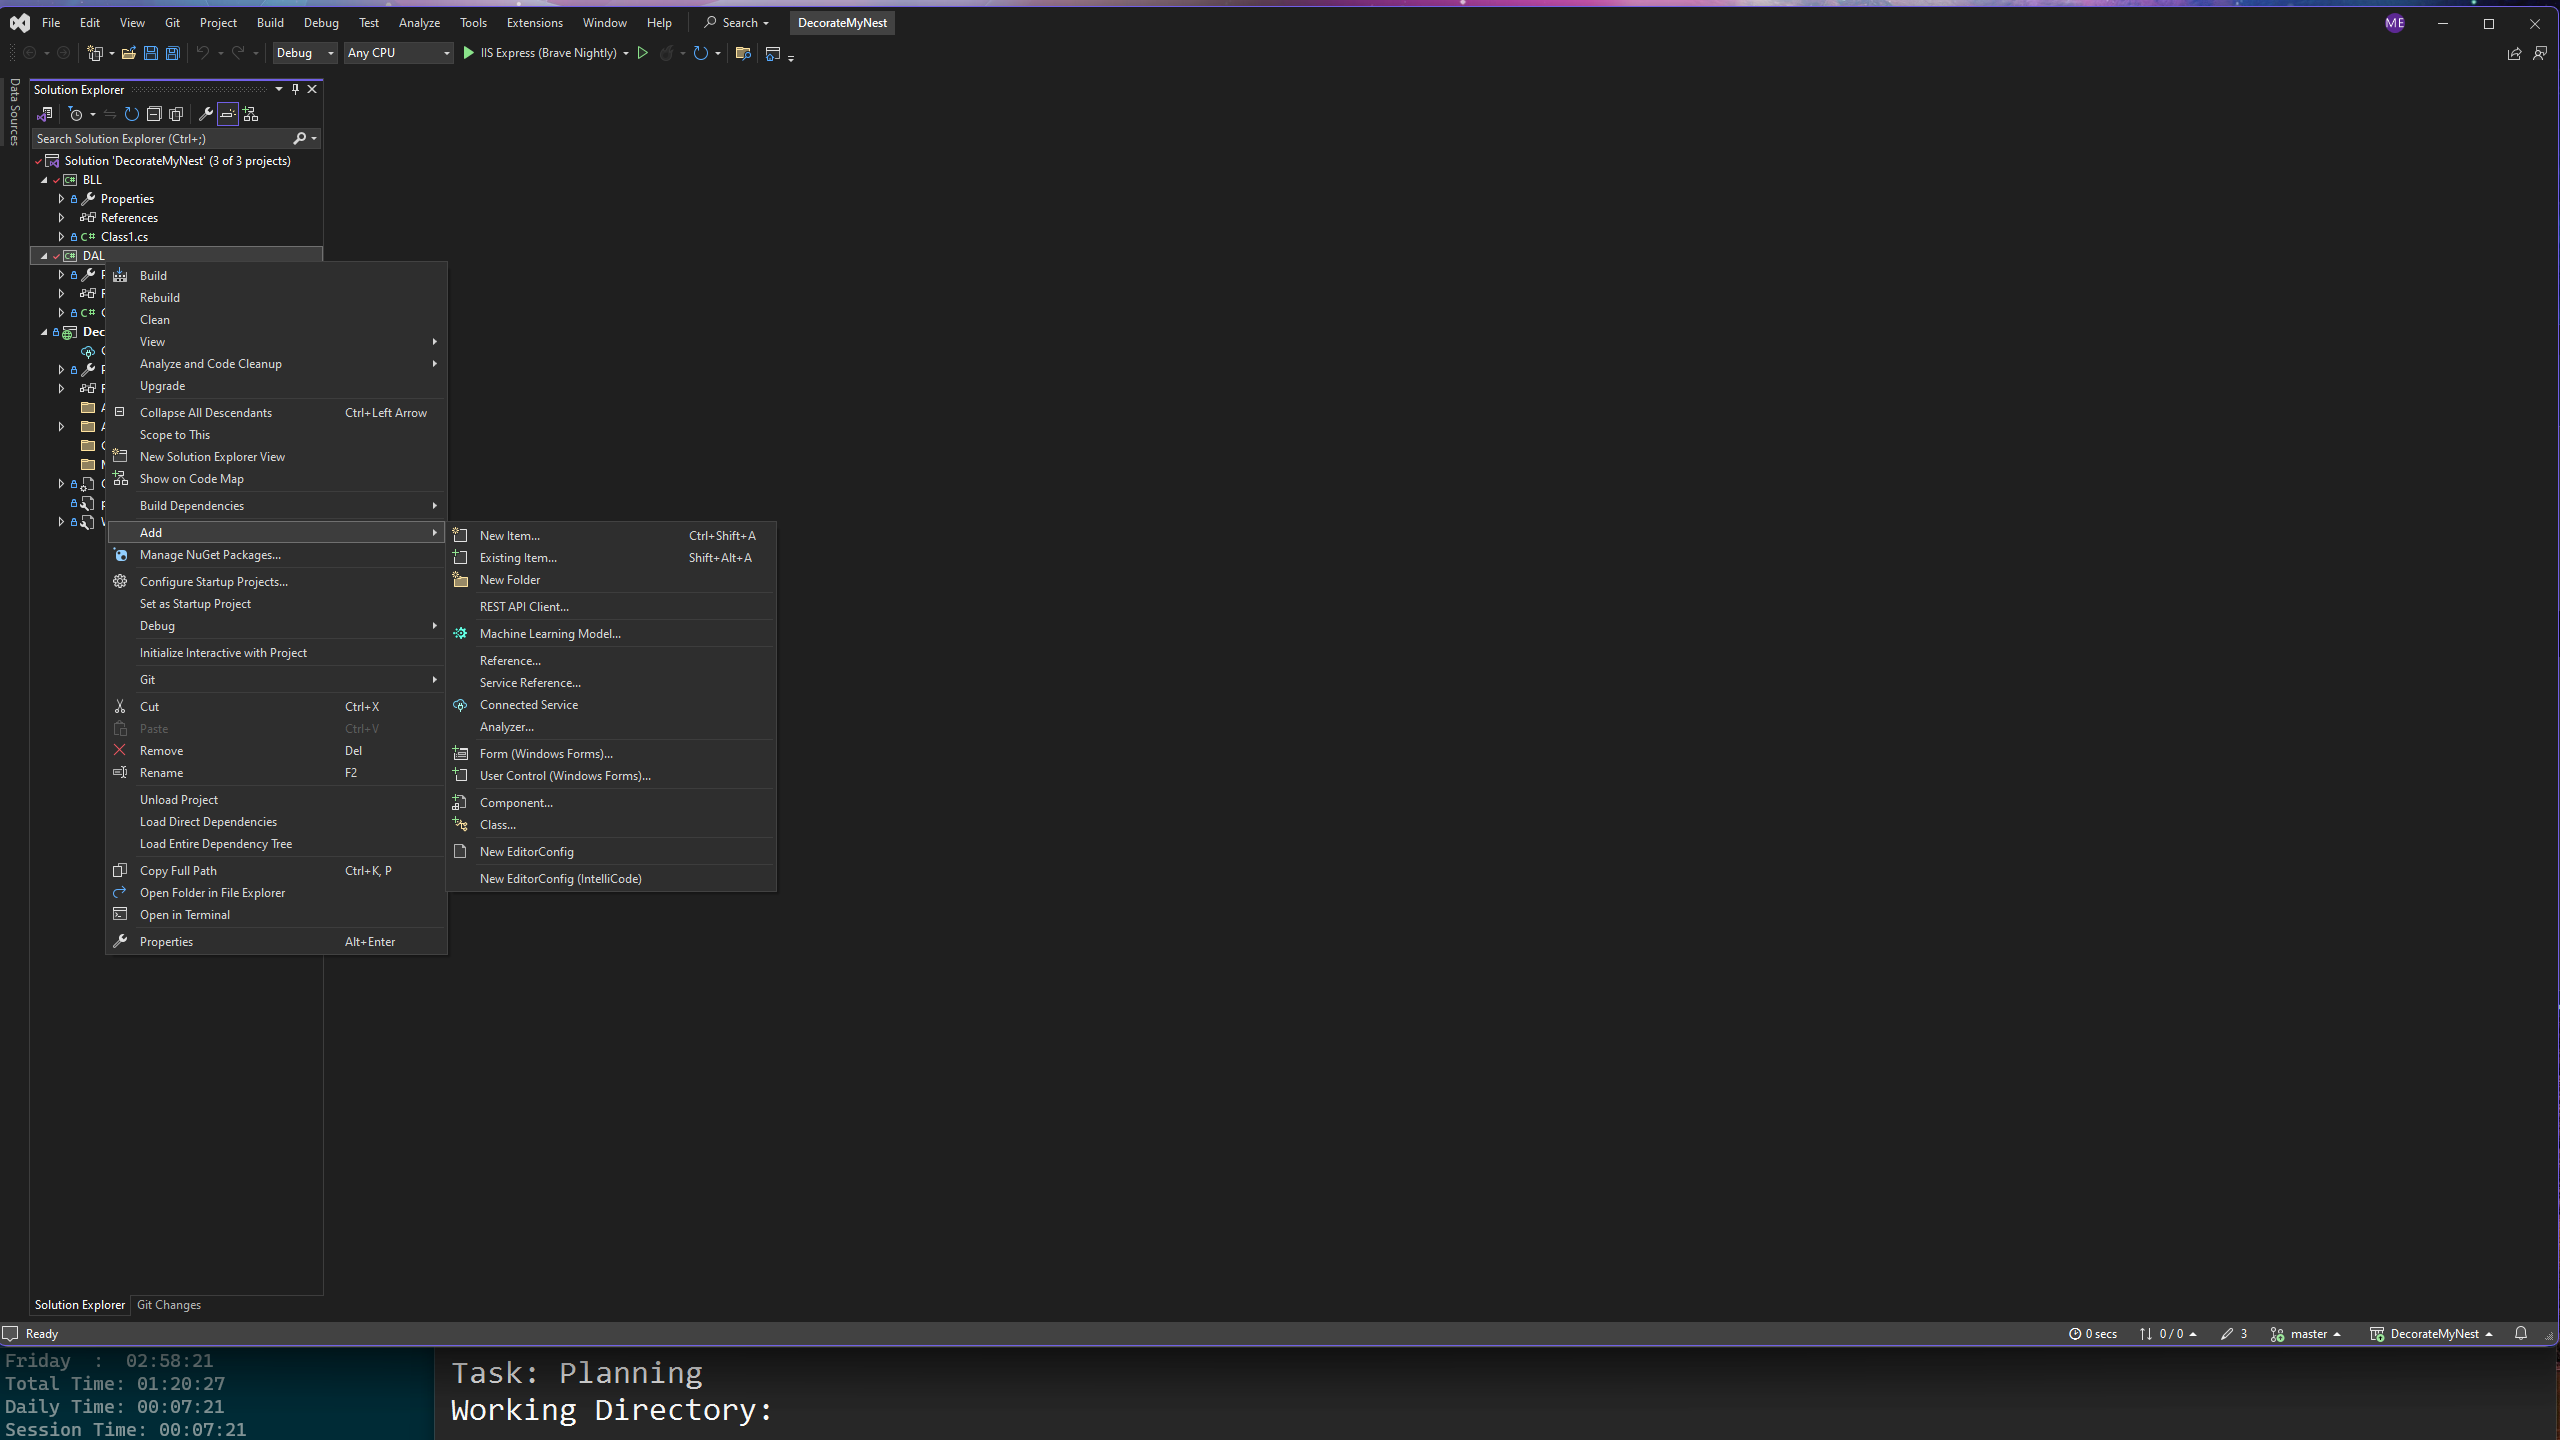 File Edit View Git Project Build Debug Test Analyze Tools Extensions Window Help Search DecorateMyNest ME
Debug Any CPU IIS Express (Brave Nightly)
Data Sources
Solution Explorer
Search Solution Explorer (Ctrl+;)
Solution 'DecorateMyNest' (3 of 3 projects)
BLL
Properties
References
C# Class1.cs
DAL
Dec
Build
Rebuild
Clean
View
Analyze and Code Cleanup
Upgrade
Collapse All Descendants Ctrl+Left Arrow
Scope to This
New Solution Explorer View
Show on Code Map
Build Dependencies
Add
Manage NuGet Packages...
Configure Startup Projects...
Set as Startup Project
Debug
Initialize Interactive with Project
Git
Cut Ctrl+X
Paste Ctrl+V
Remove Del
Rename F2
Unload Project
Load Direct Dependencies
Load Entire Dependency Tree
Copy Full Path Ctrl+K, P
Open Folder in File Explorer
Open in Terminal
Properties Alt+Enter
New Item... Ctrl+Shift+A
Existing Item... Shift+Alt+A
New Folder
REST API Client...
Machine Learning Model...
Reference...
Service Reference...
Connected Service
Analyzer...
Form (Windows Forms)...
User Control (Windows Forms)...
Component...
Class...
New EditorConfig
New EditorConfig (IntelliCode)
Solution Explorer Git Changes
Ready 0 secs 0 / 0 3 master DecorateMyNest
Friday : 02:58:21
Total Time: 01:20:27
Daily Time: 00:07:21
Session Time: 00:07:21
Task: Planning
Working Directory: